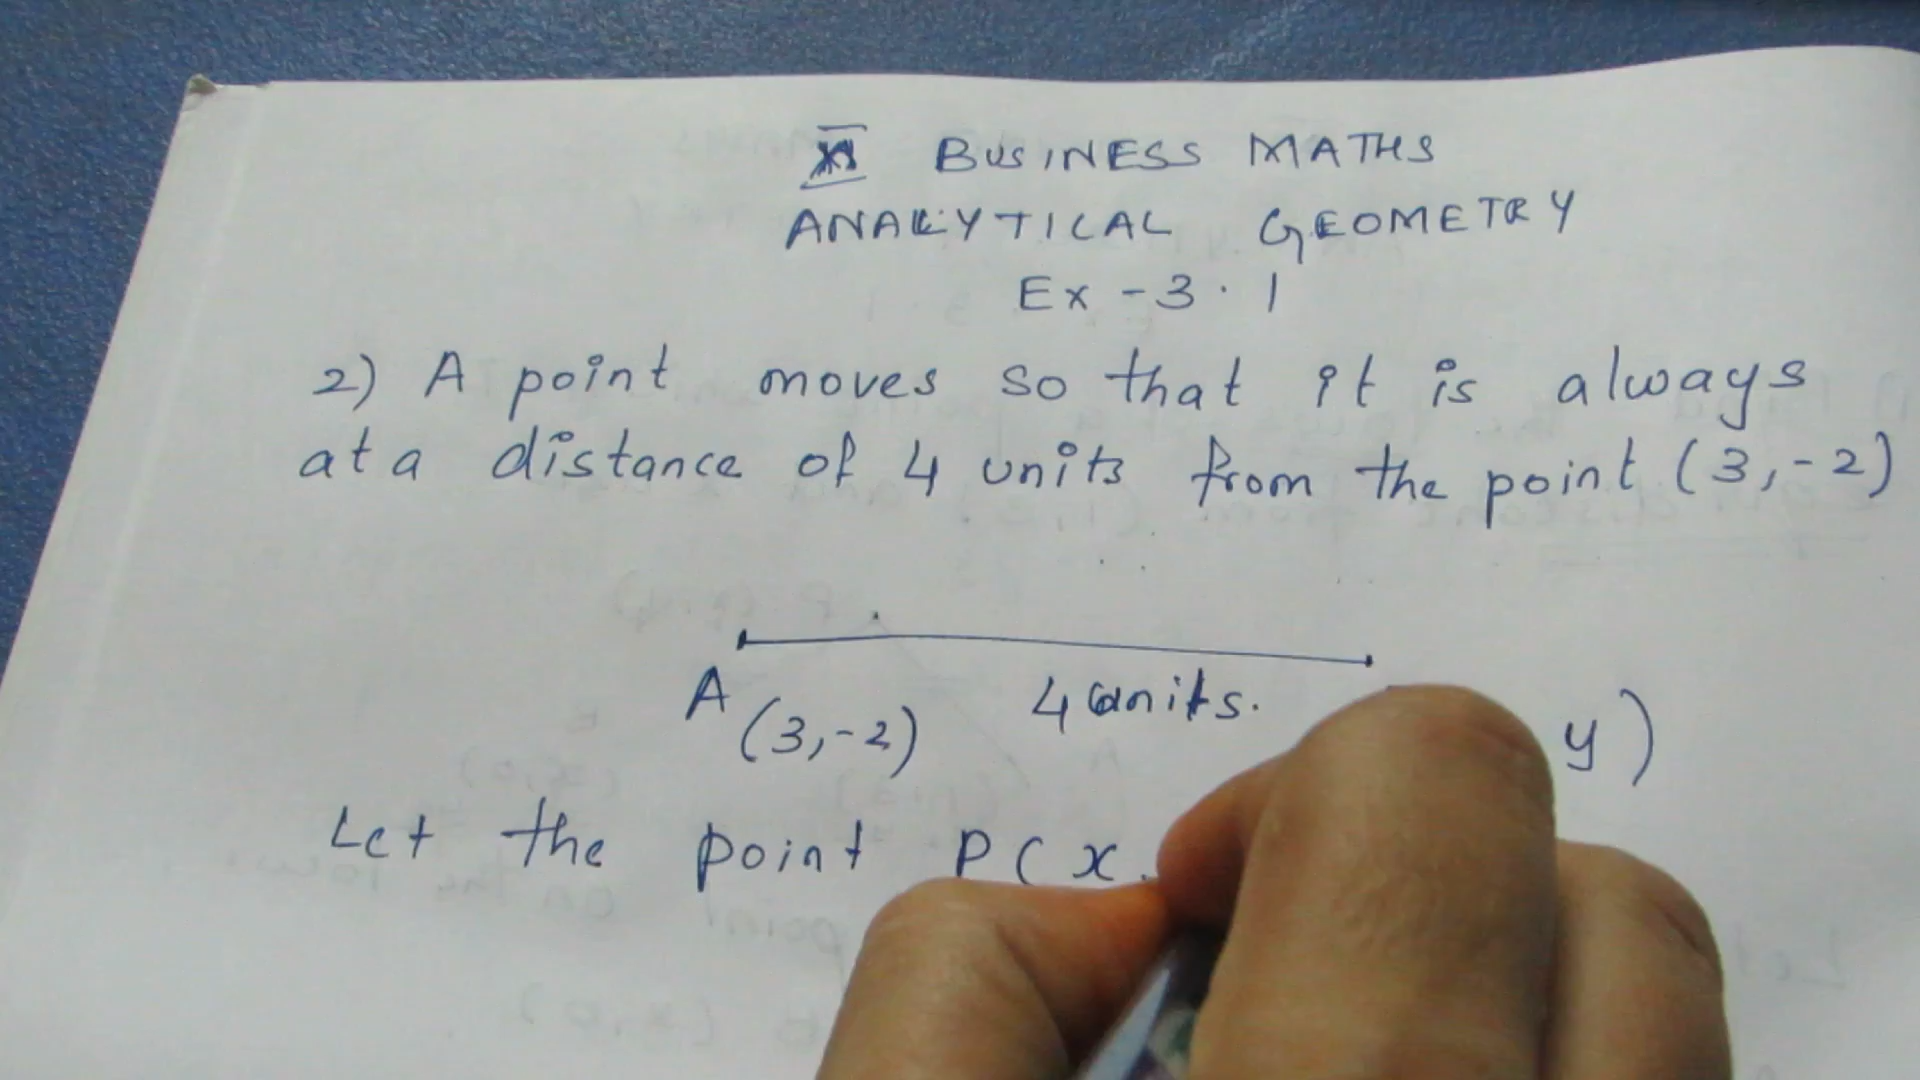 XI BUSINESS MATHS
ANALYTICAL GEOMETRY
Ex - 3.1
2) A point moves so that it is always
at a distance of 4 units from the point (3,-2)
A (3,-2) 4 units. y)
Let the point P(x,